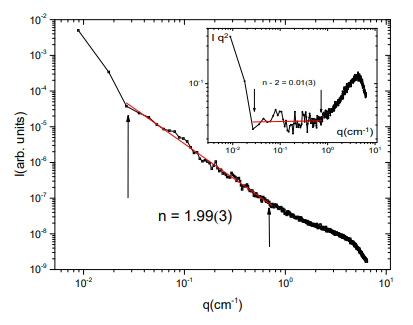 10⁻²
10⁻³
10⁻⁴
10⁻⁵
10⁻⁶
10⁻⁷
10⁻⁸
10⁻⁹
I(arb. units)
10⁻² 10⁻¹ 10⁰ 10¹
q(cm⁻¹)
n = 1.99(3)
I q²
10⁻¹
n - 2 = 0.01(3)
q(cm⁻¹)
10⁻² 10⁻¹ 10⁰ 10¹